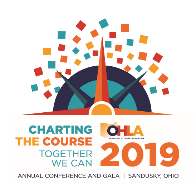 CHARTING
THE COURSE
TOGETHER
WE CAN
OHLA
2019
ANNUAL CONFERENCE AND GALA | SANDUSKY, OHIO